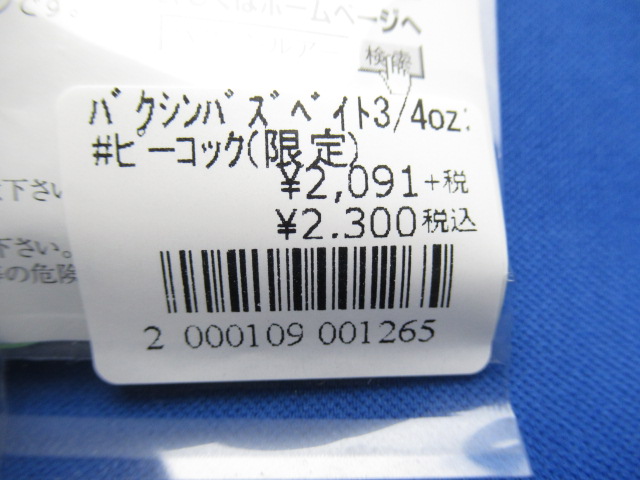 です。
はホームページへ
検索
バクシンバズベイト3/4oz:
#ピーコック(限定)
¥2,091+税
¥2.300税込
下さい
下さい。
の危険
2 000109 001265